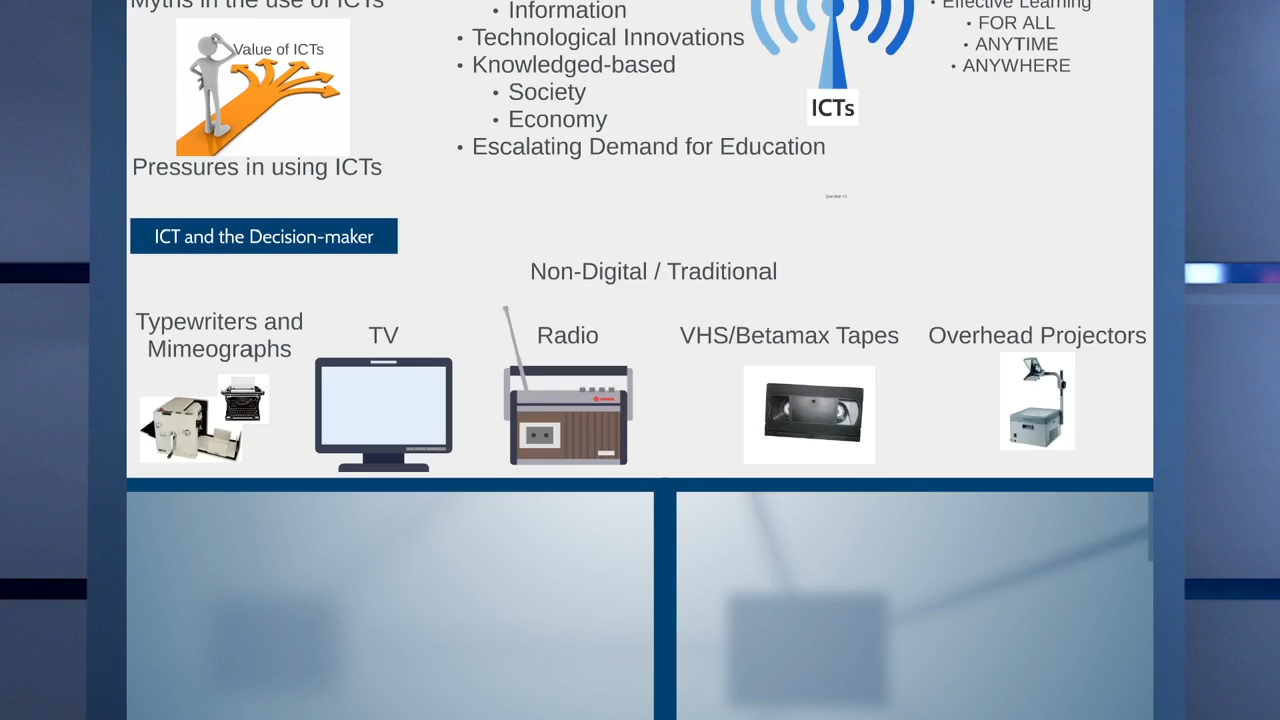 Myths in the use of ICTs
Value of ICTs
Pressures in using ICTs
• Information
• Technological Innovations
• Knowledged-based
• Society
• Economy
• Escalating Demand for Education
ICTs
• Effective Learning
• FOR ALL
• ANYTIME
• ANYWHERE
Question #1
ICT and the Decision-maker
Non-Digital / Traditional
Typewriters and
Mimeographs
TV
Radio
VHS/Betamax Tapes
Overhead Projectors